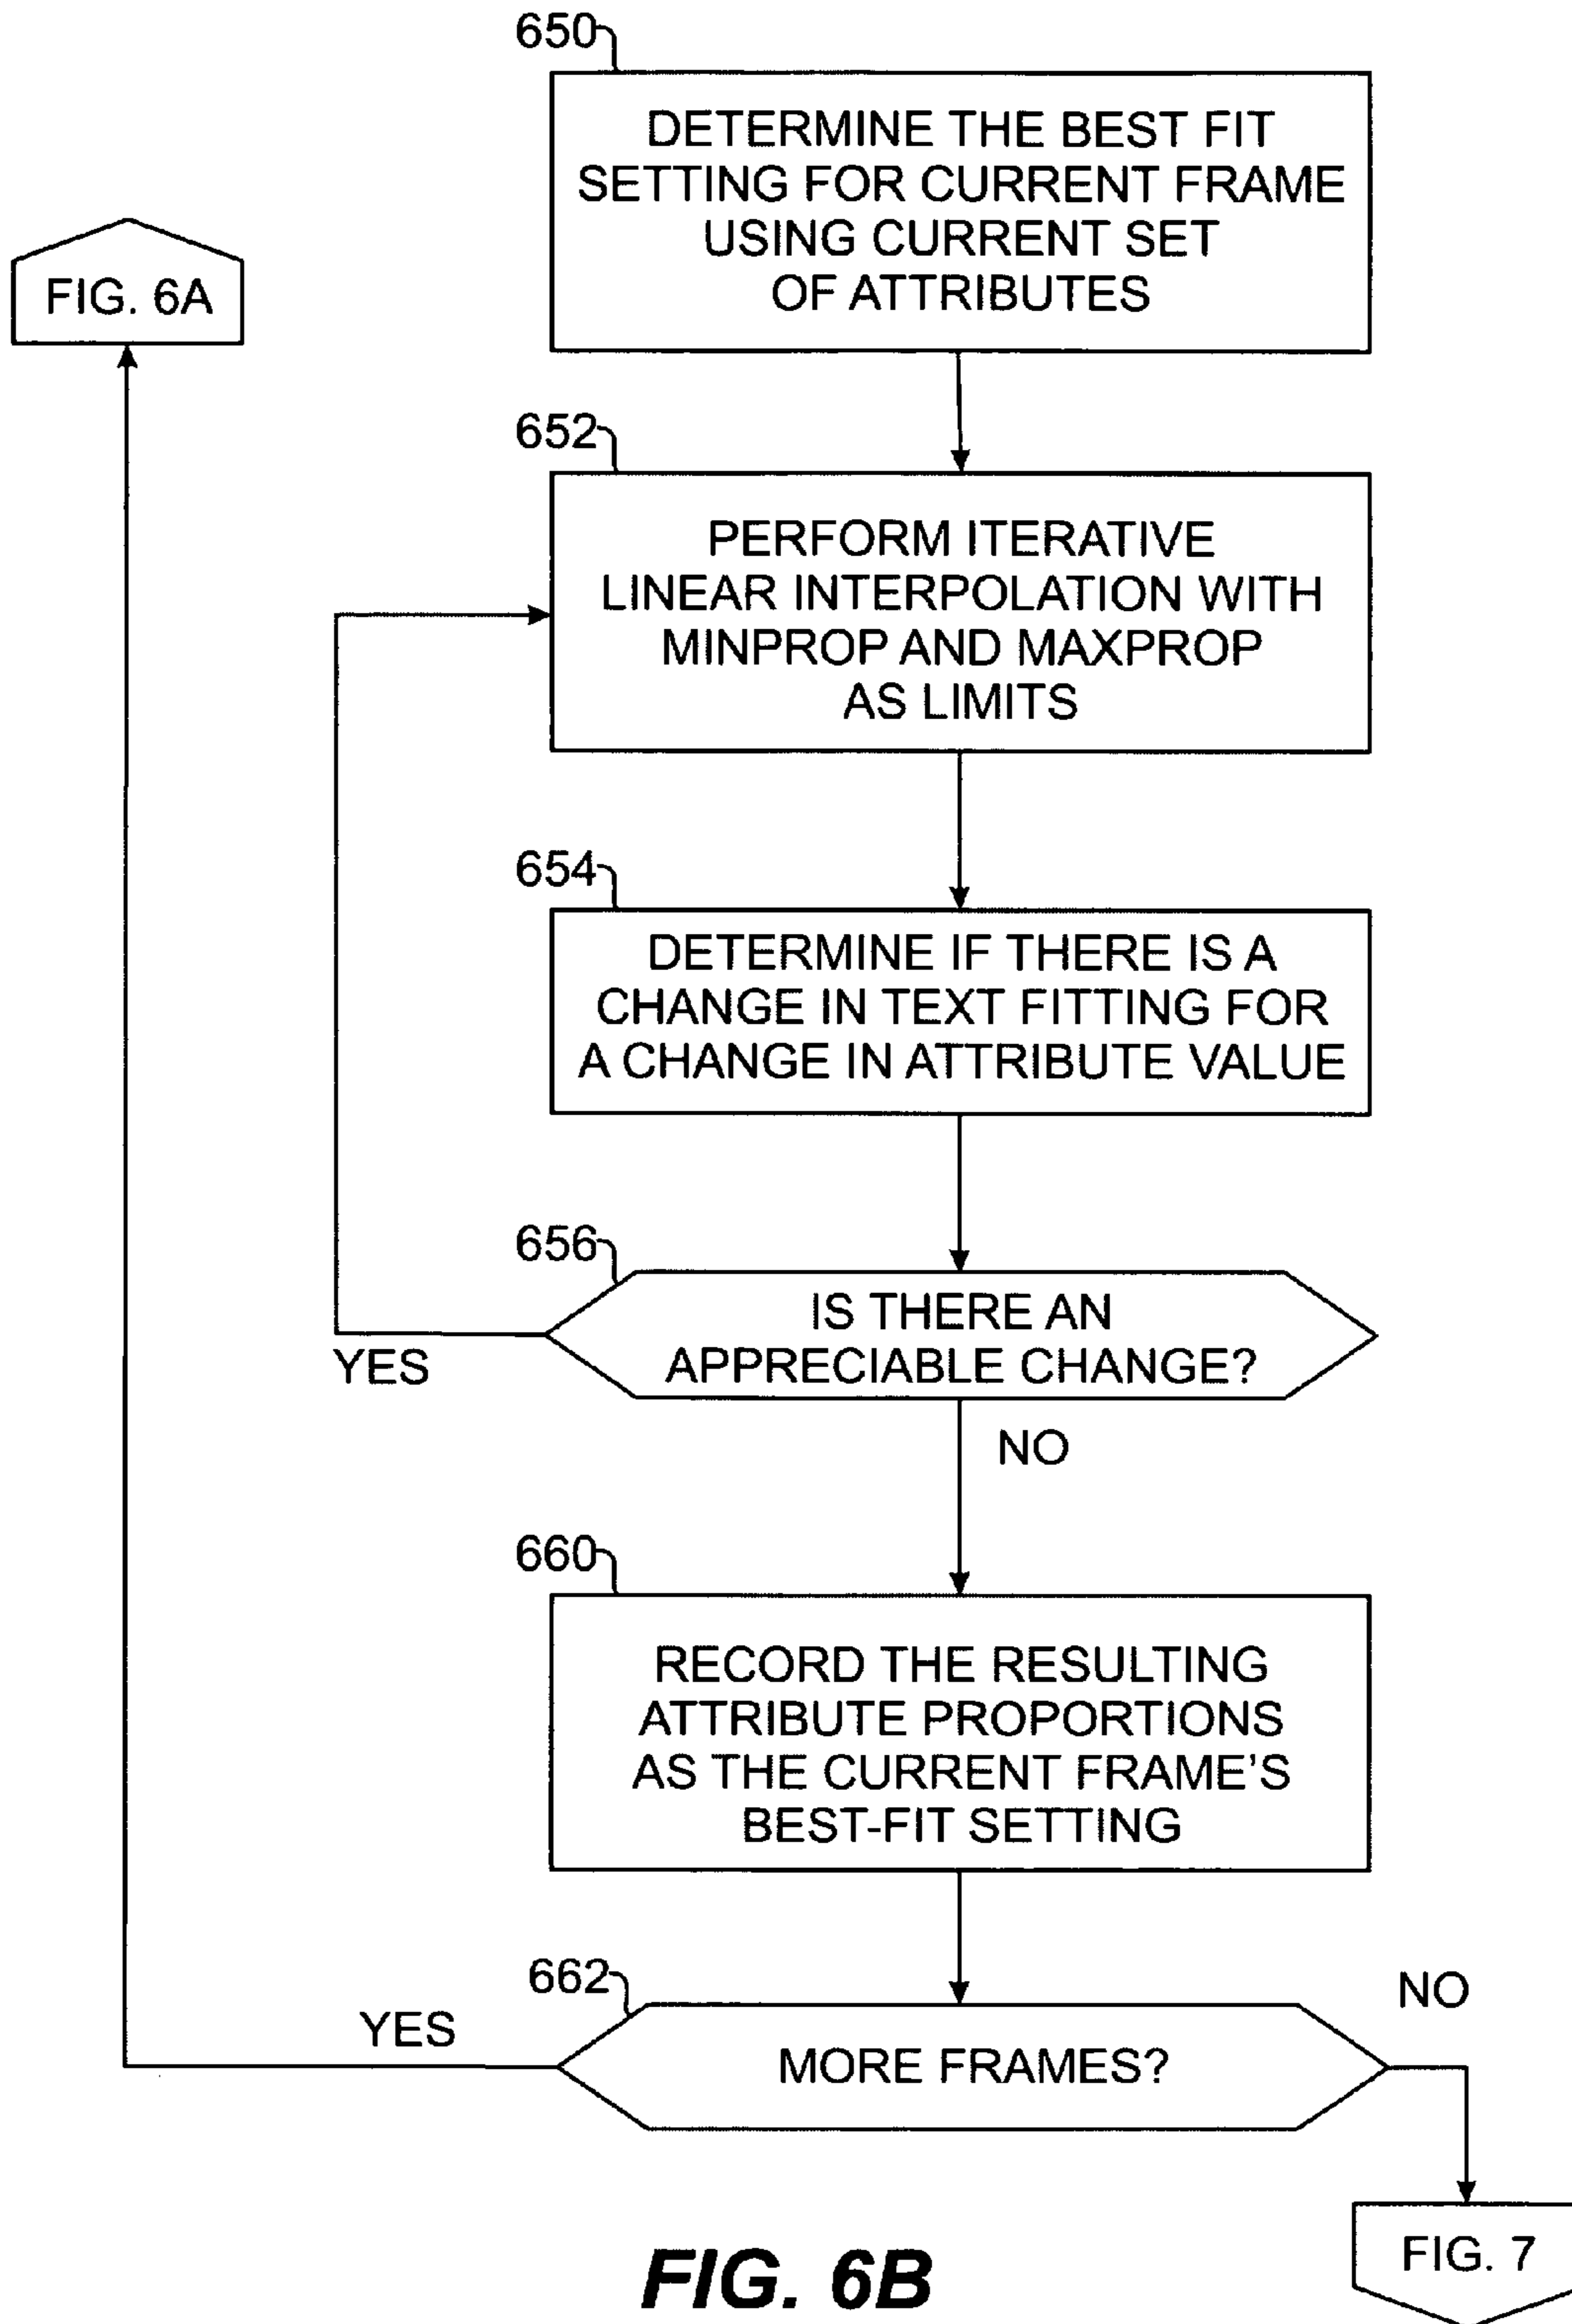 650
DETERMINE THE BEST FIT
SETTING FOR CURRENT FRAME
USING CURRENT SET
OF ATTRIBUTES
FIG. 6A
652
PERFORM ITERATIVE
LINEAR INTERPOLATION WITH
MINPROP AND MAXPROP
AS LIMITS
654
DETERMINE IF THERE IS A
CHANGE IN TEXT FITTING FOR
A CHANGE IN ATTRIBUTE VALUE
656
IS THERE AN
APPRECIABLE CHANGE?
YES
NO
660
RECORD THE RESULTING
ATTRIBUTE PROPORTIONS
AS THE CURRENT FRAME'S
BEST-FIT SETTING
662
NO
YES
MORE FRAMES?
FIG. 7
FIG. 6B